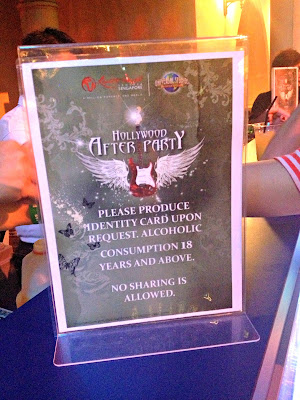 Resorts World
SINGAPORE
UNIVERSAL
HOLLYWOOD
AFTER PARTY
PLEASE PRODUCE
IDENTITY CARD UPON
REQUEST. ALCOHOLIC
CONSUMPTION 18
YEARS AND ABOVE.
NO SHARING IS
ALLOWED.